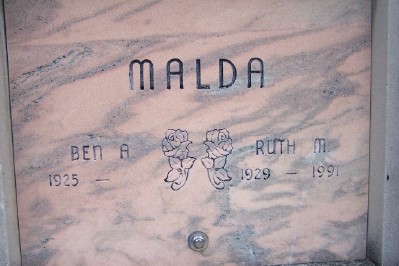 MALDA
BEN A. RUTH M.
1925 — 1929 — 1991